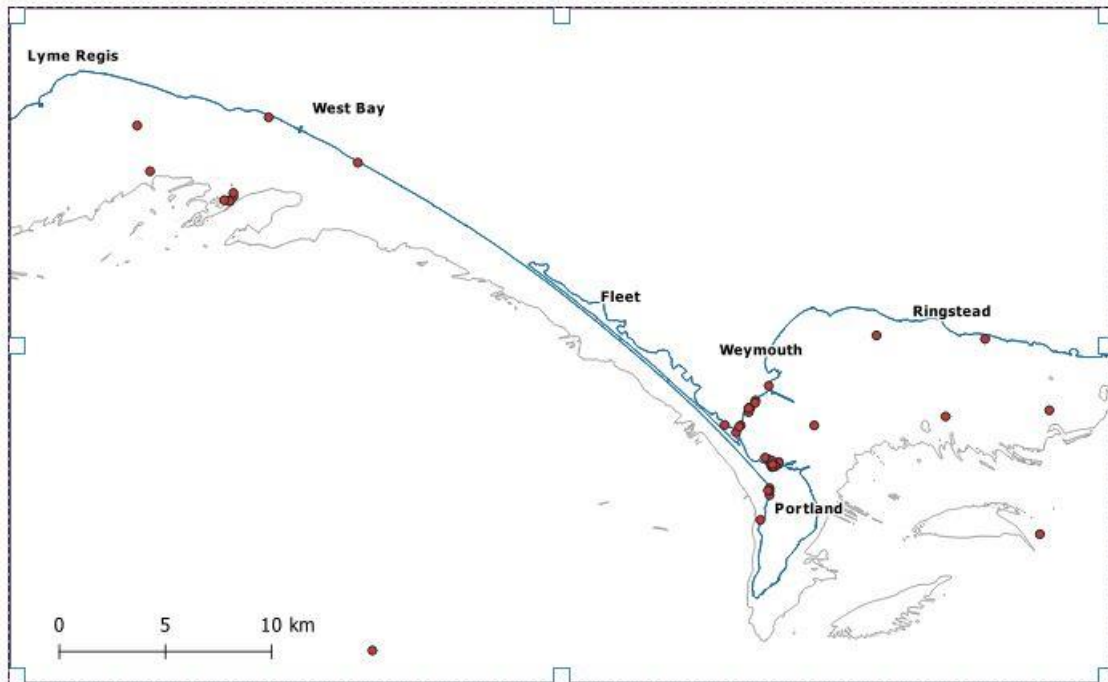 Lyme Regis
West Bay
Fleet
Ringstead
Weymouth
Portland
0 5 10 km